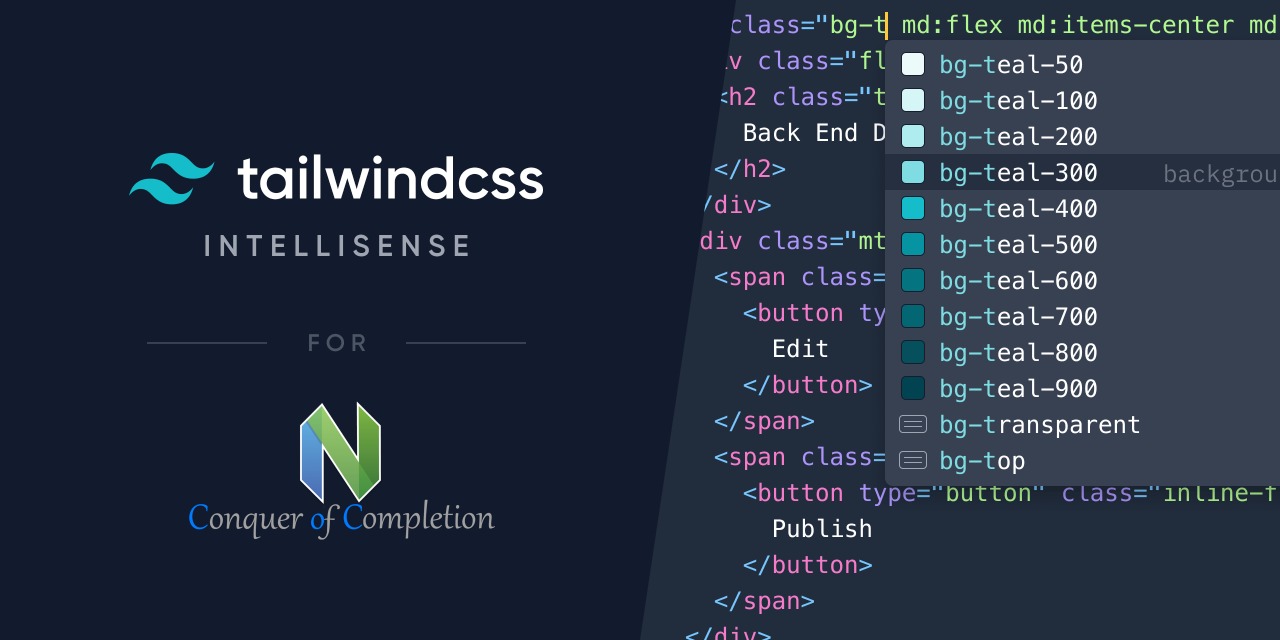 tailwindcss
INTELLISENSE
FOR
Conquer of Completion
class="bg-t md:flex md:items-center md
v class="fl
<h2 class="t
Back End D
</h2>
/div>
div class="mt
<span class=
<button ty
Edit
</button>
</span>
<span class=
<button type="button" class="inline-f
Publish
</button>
</span>
</div>
bg-teal-50
bg-teal-100
bg-teal-200
bg-teal-300 backgrou
bg-teal-400
bg-teal-500
bg-teal-600
bg-teal-700
bg-teal-800
bg-teal-900
bg-transparent
bg-top